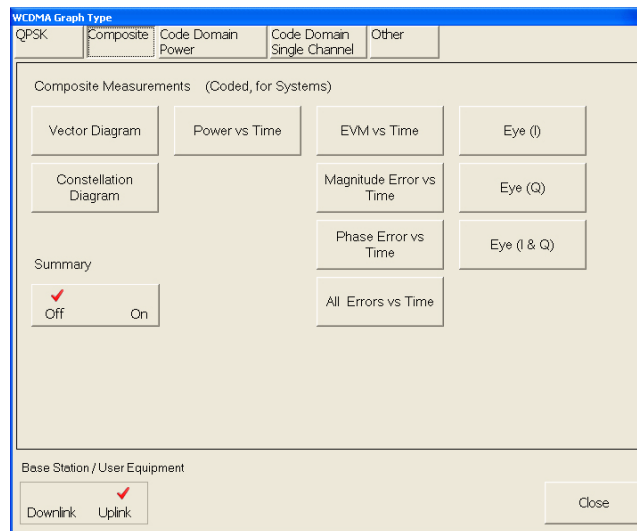 WCDMA Graph Type
QPSK Composite Code Domain Power Code Domain Single Channel Other
Composite Measurements (Coded, for Systems)
Vector Diagram Power vs Time EVM vs Time Eye (I)
Constellation Diagram Magnitude Error vs Time Eye (Q)
Phase Error vs Time Eye (I & Q)
Summary
Off On All Errors vs Time
Base Station / User Equipment
Downlink Uplink Close